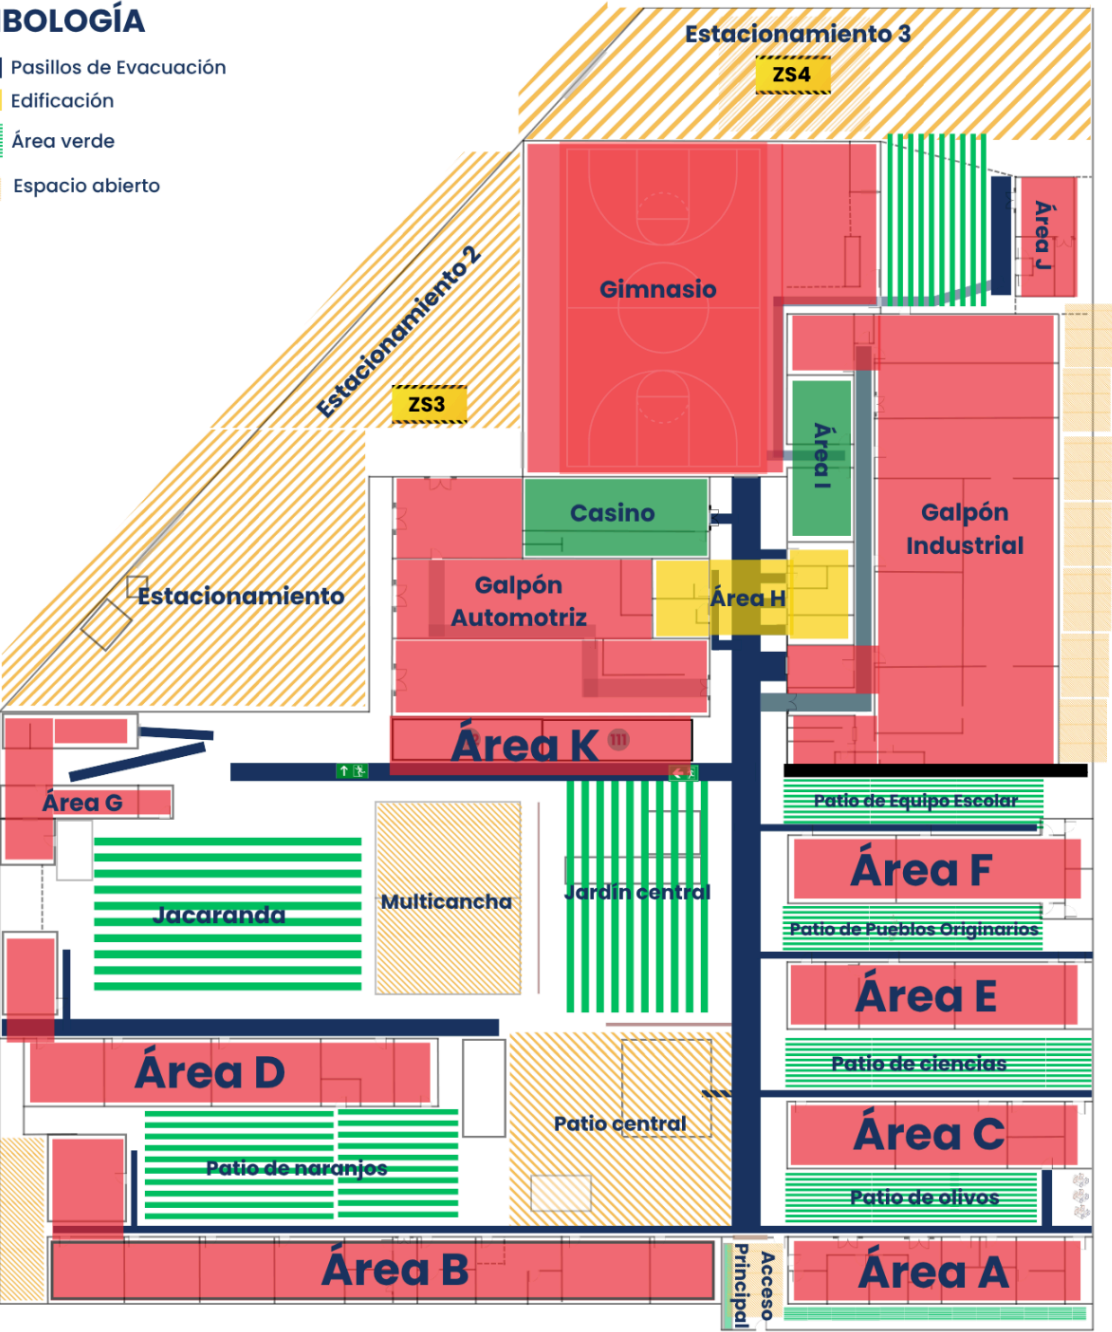 BOLOGÍA
Pasillos de Evacuación
Edificación
Área verde
Espacio abierto
Estacionamiento 3
ZS4
Estacionamiento 2
ZS3
Gimnasio
Área J
Área I
Casino
Galpón
Industrial
Galpón
Automotriz
Área H
Estacionamiento
Área K
111
Área G
Patio de Equipo Escolar
Área F
Jardín central
Multicancha
Jacaranda
Patio de Pueblos Originarios
Área E
Área D
Patio de ciencias
Patio central
Área C
Patio de naranjos
Patio de olivos
Área B
Acceso
Principal
Área A